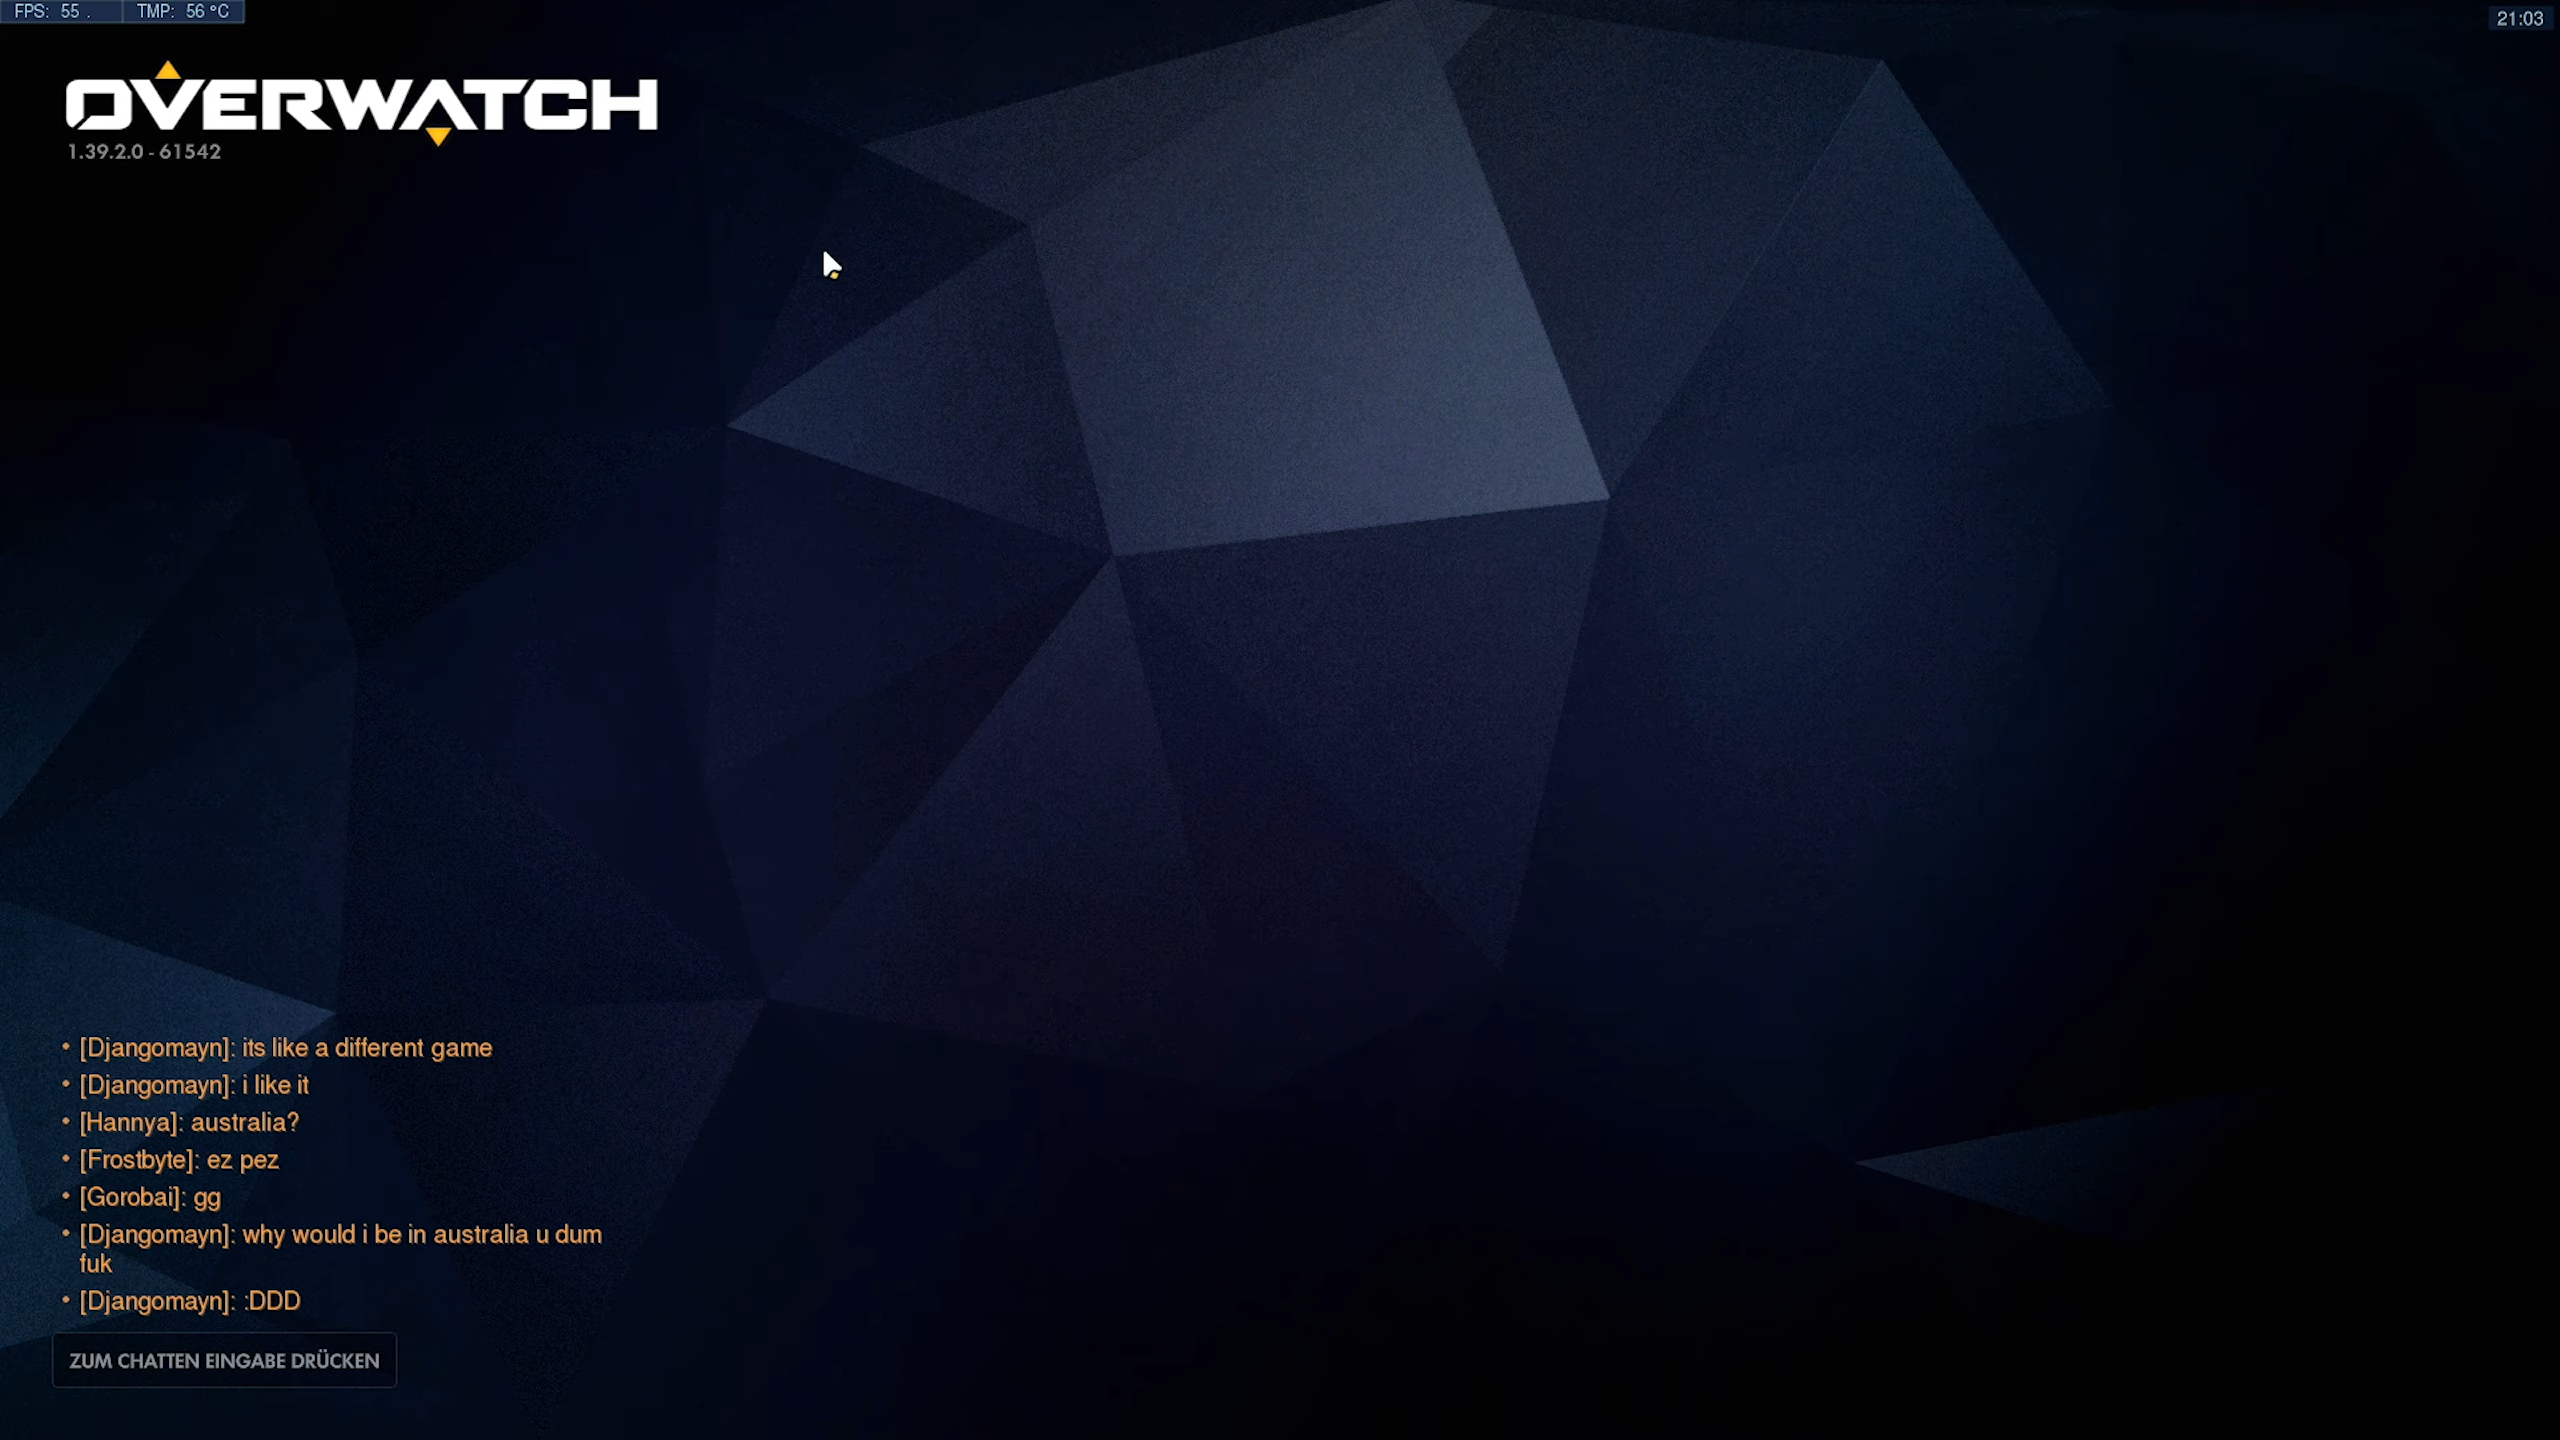 FPS: 55 . TMP: 56 °C 21:03
OVERWATCH
1.39.2.0 - 61542
• [Djangomayn]: its like a different game
• [Djangomayn]: i like it
• [Hannya]: australia?
• [Frostbyte]: ez pez
• [Gorobai]: gg
• [Djangomayn]: why would i be in australia u dum
fuk
• [Djangomayn]: :DDD
ZUM CHATTEN EINGABE DRÜCKEN